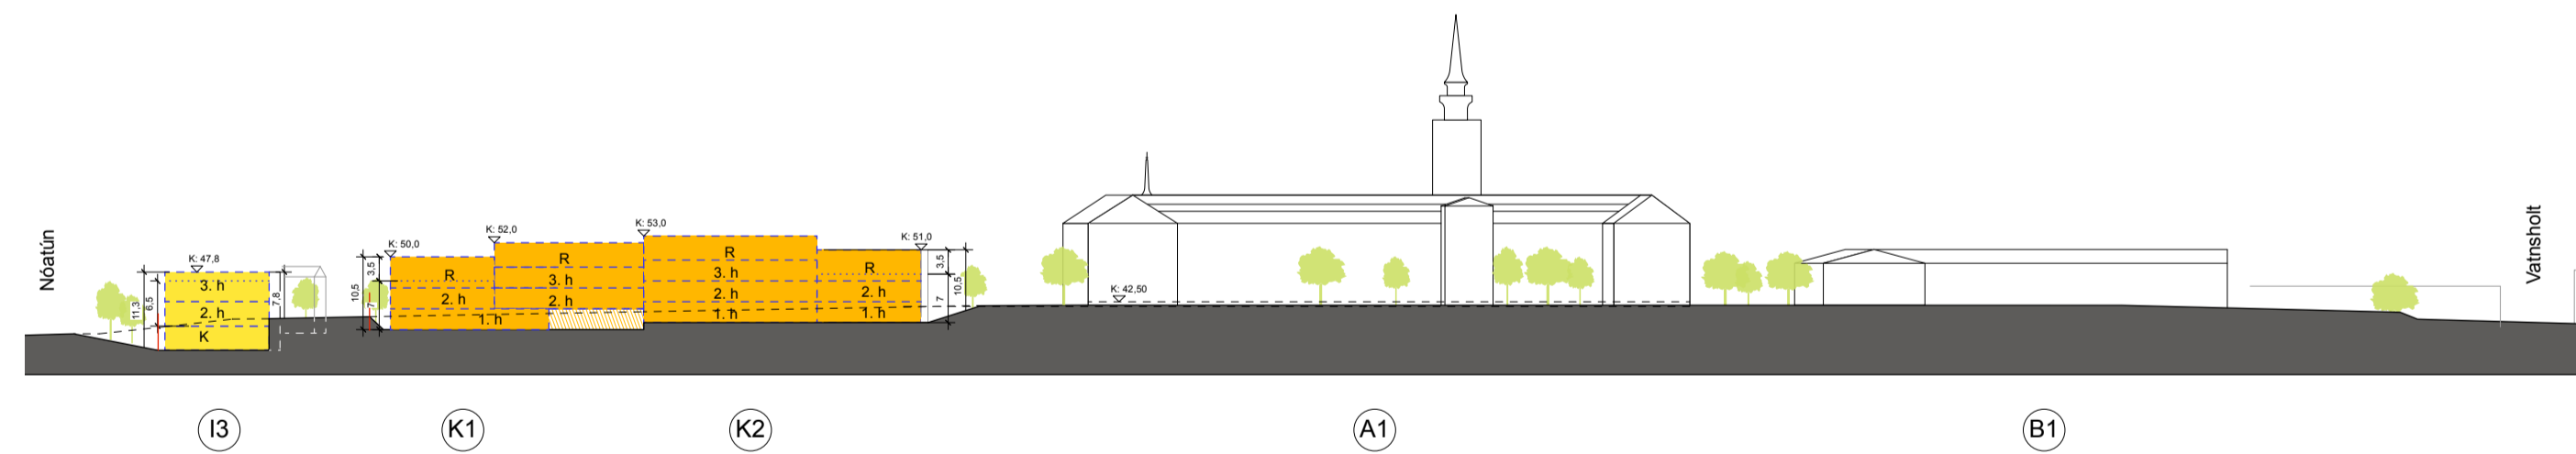 Nóatún
K: 47,8
3. h
2. h
K
11,3
6,5
7,8
K: 50,0
K: 52,0
K: 53,0
K: 51,0
10,5
3,5
7
R
2. h
1. h
R
3. h
2. h
R
3. h
2. h
1. h
R
2. h
1. h
3,5
7
10,5
K: 42,50
Vatnsholt
I3
K1
K2
A1
B1